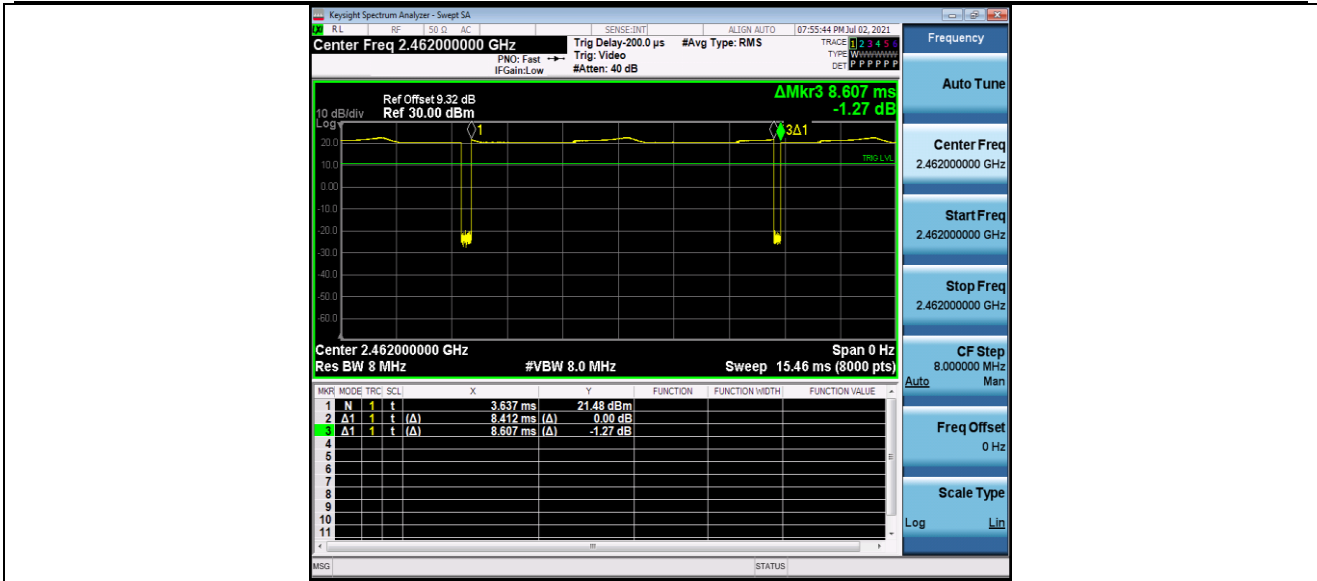 Keysight Spectrum Analyzer - Swept SA
RL RF 50 Ω AC SENSE:INT ALIGN AUTO 07:55:44 PM Jul 02, 2021
Center Freq 2.462000000 GHz
PNO: Fast
IFGain:Low
Trig Delay-200.0 µs
Trig: Video
#Atten: 40 dB
#Avg Type: RMS
TRACE 1 2 3 4 5 6
TYPE WWWWWW
DET P P P P P P
Frequency
Auto Tune
Center Freq
2.462000000 GHz
Start Freq
2.462000000 GHz
Stop Freq
2.462000000 GHz
CF Step
8.000000 MHz
Auto Man
Freq Offset
0 Hz
Scale Type
Log Lin
ΔMkr3 8.607 ms
-1.27 dB
Ref Offset 9.32 dB
10 dB/div Ref 30.00 dBm
Log
1
3Δ1
TRIG LVL
20.0
10.0
0.00
-10.0
-20.0
-30.0
-40.0
-50.0
-60.0
Center 2.462000000 GHz Span 0 Hz
Res BW 8 MHz #VBW 8.0 MHz Sweep 15.46 ms (8000 pts)
MKR MODE TRC SCL X Y FUNCTION FUNCTION WIDTH FUNCTION VALUE
1 N 1 t 3.637 ms 21.48 dBm
2 Δ1 1 t (Δ) 8.412 ms (Δ) 0.00 dB
3 Δ1 1 t (Δ) 8.607 ms (Δ) -1.27 dB
4
5
6
7
8
9
10
11
MSG STATUS